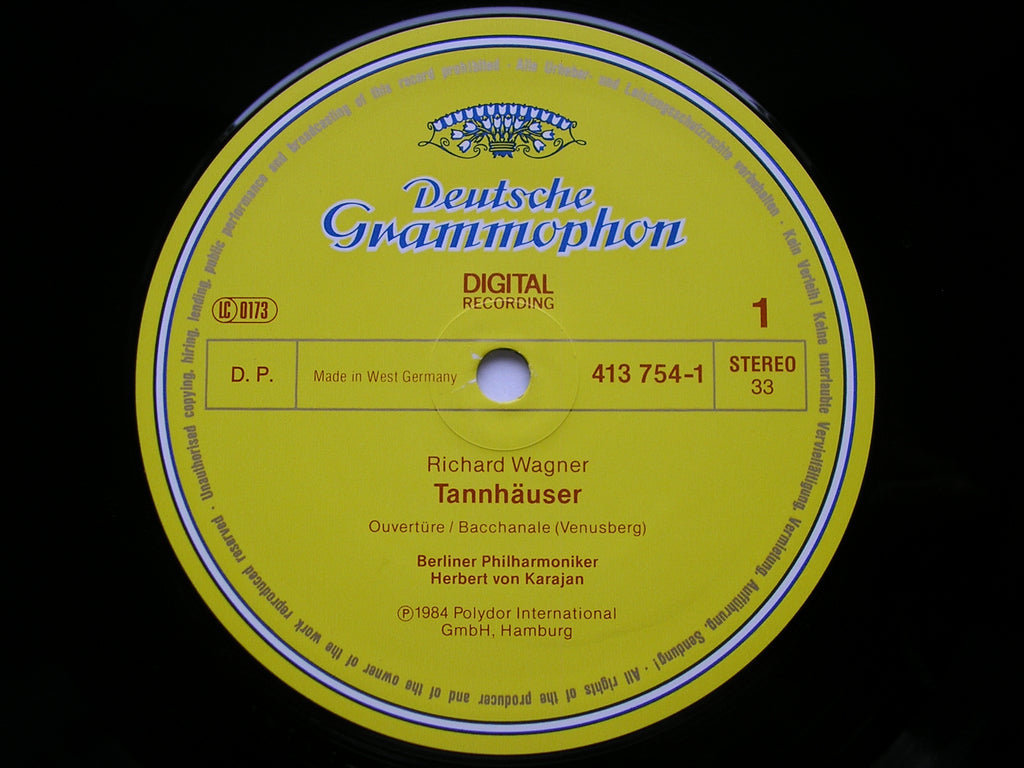 Deutsche
Grammophon
DIGITAL
RECORDING
LC 0173
1
D. P.
Made in West Germany
413 754-1
STEREO
33
Richard Wagner
Tannhäuser
Ouvertüre / Bacchanale (Venusberg)
Berliner Philharmoniker
Herbert von Karajan
℗ 1984 Polydor International
GmbH, Hamburg
Alle Urheber- und Leistungsschutzrechte vorbehalten · Kein Verleih! Keine unerlaubte Vervielfältigung, Vermietung, Aufführung, Sendung! · All rights of the producer and of the owner of the work reproduced reserved · Unauthorised copying, hiring, lending, public performance and broadcasting of this record prohibited ·